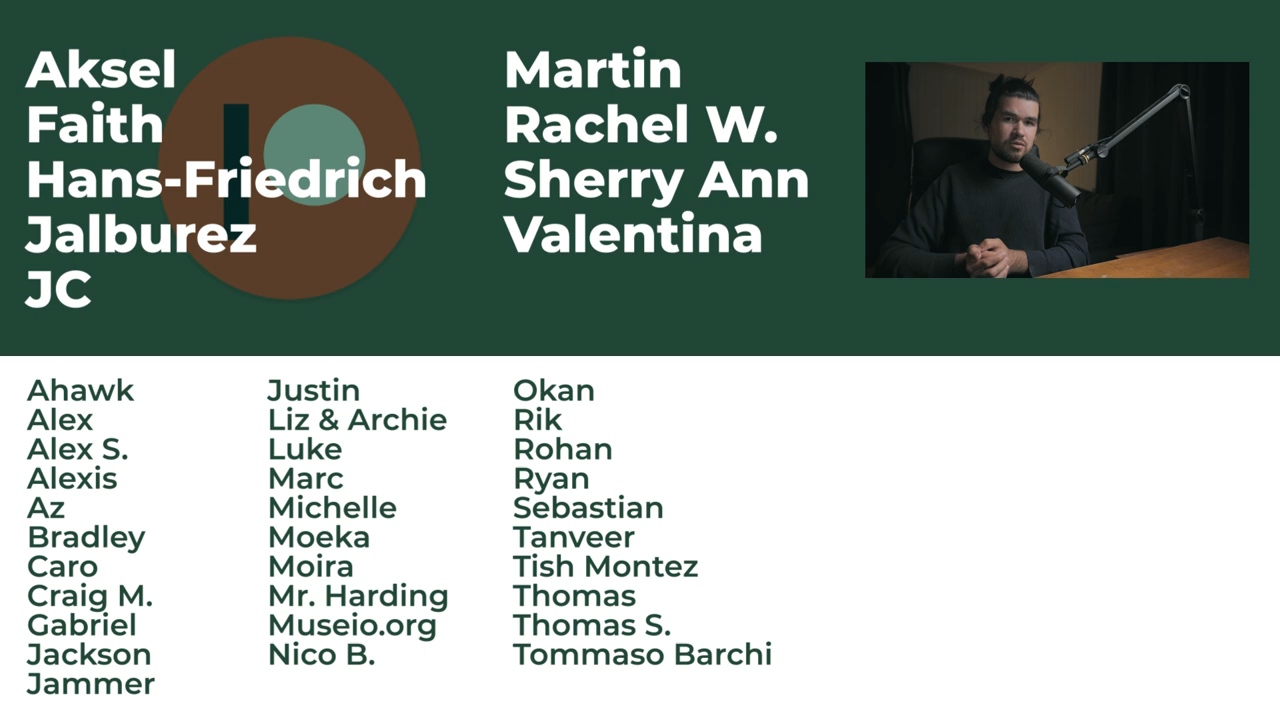 Aksel
Faith
Hans-Friedrich
Jalburez
JC
Martin
Rachel W.
Sherry Ann
Valentina
Ahawk
Alex
Alex S.
Alexis
Az
Bradley
Caro
Craig M.
Gabriel
Jackson
Jammer
Justin
Liz & Archie
Luke
Marc
Michelle
Moeka
Moira
Mr. Harding
Museio.org
Nico B.
Okan
Rik
Rohan
Ryan
Sebastian
Tanveer
Tish Montez
Thomas
Thomas S.
Tommaso Barchi